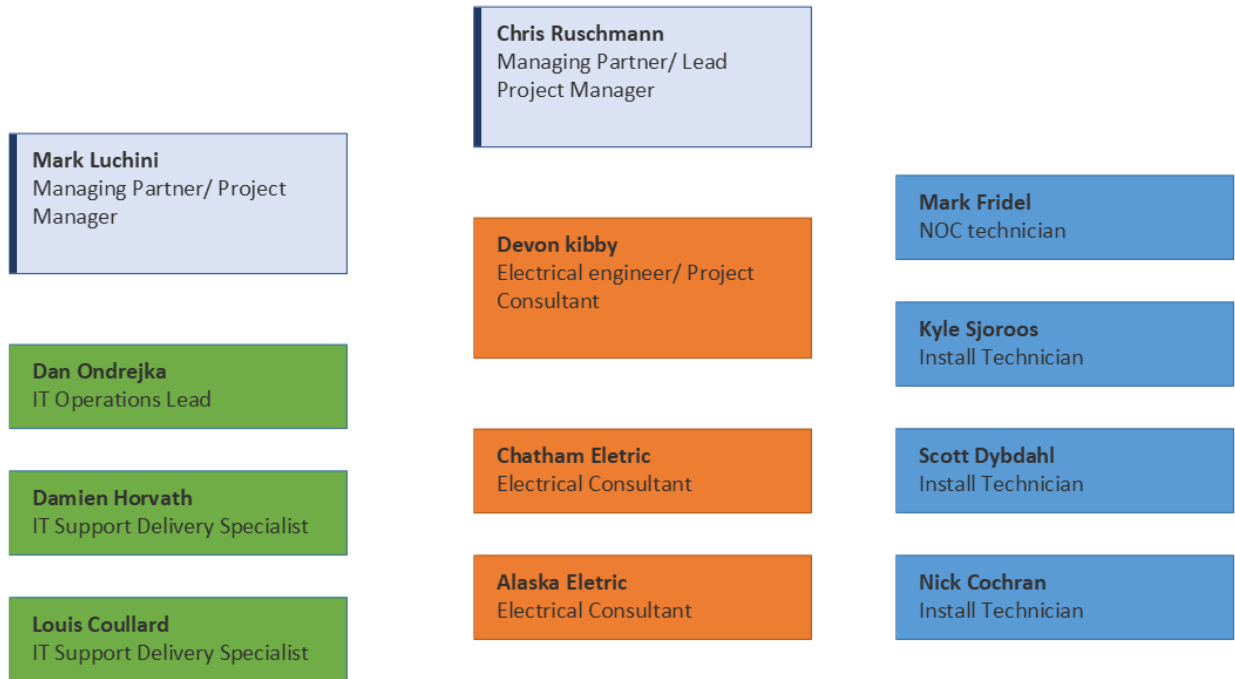 Chris Ruschmann
Managing Partner/ Lead
Project Manager
Mark Luchini
Managing Partner/ Project
Manager
Devon kibby
Electrical engineer/ Project
Consultant
Mark Fridel
NOC technician
Kyle Sjoroos
Install Technician
Dan Ondrejka
IT Operations Lead
Chatham Eletric
Electrical Consultant
Scott Dybdahl
Install Technician
Damien Horvath
IT Support Delivery Specialist
Alaska Eletric
Electrical Consultant
Nick Cochran
Install Technician
Louis Coullard
IT Support Delivery Specialist